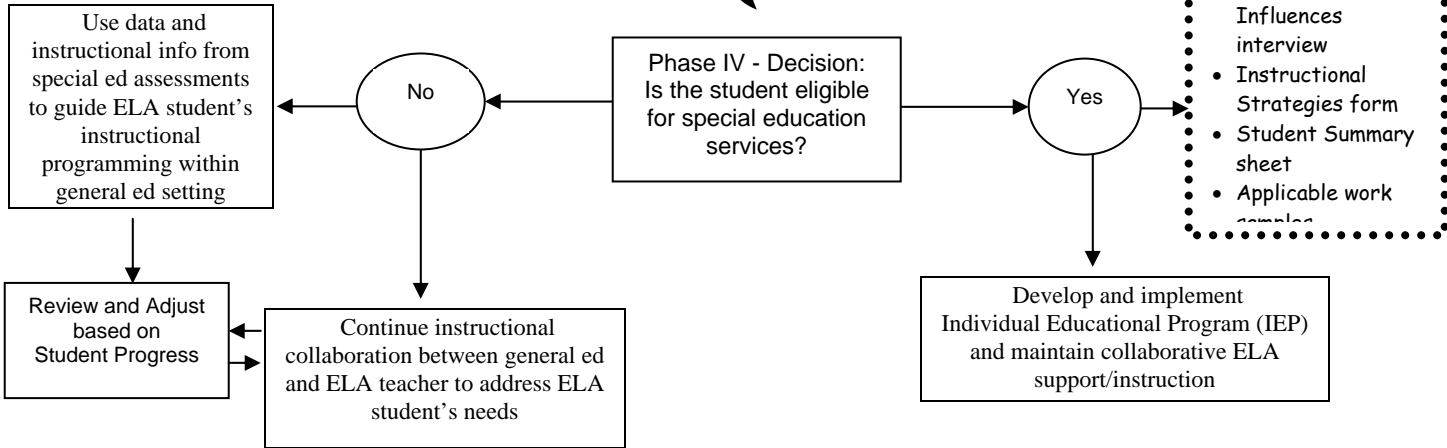 Use data and
instructional info from
special ed assessments
to guide ELA student's
instructional
programming within
general ed setting
No
Phase IV - Decision:
Is the student eligible
for special education
services?
Yes
Influences
interview
• Instructional
Strategies form
• Student Summary
sheet
• Applicable work
Review and Adjust
based on
Student Progress
Continue instructional
collaboration between general ed
and ELA teacher to address ELA
student's needs
Develop and implement
Individual Educational Program (IEP)
and maintain collaborative ELA
support/instruction